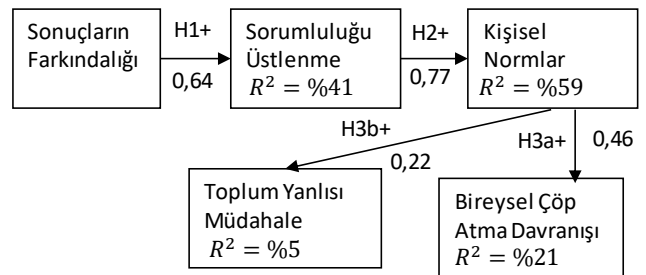 Sonuçların
Farkındalığı
H1+
0,64
Sorumluluğu
Üstlenme
R² = %41
H2+
0,77
Kişisel
Normlar
R² = %59
H3b+
0,22
H3a+
0,46
Toplum Yanlısı
Müdahale
R² = %5
Bireysel Çöp
Atma Davranışı
R² = %21